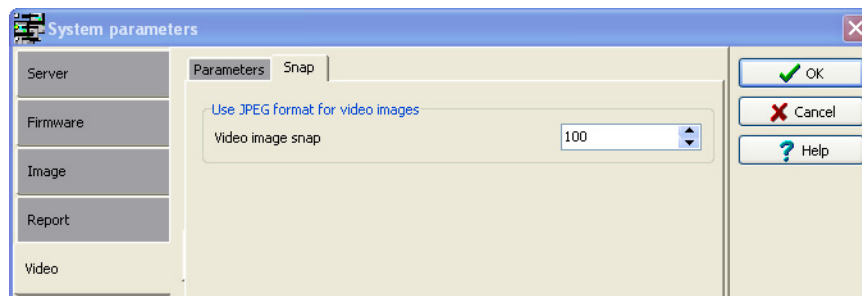 System parameters
Server
Firmware
Image
Report
Video
Parameters
Snap
Use JPEG format for video images
Video image snap
100
OK
Cancel
? Help